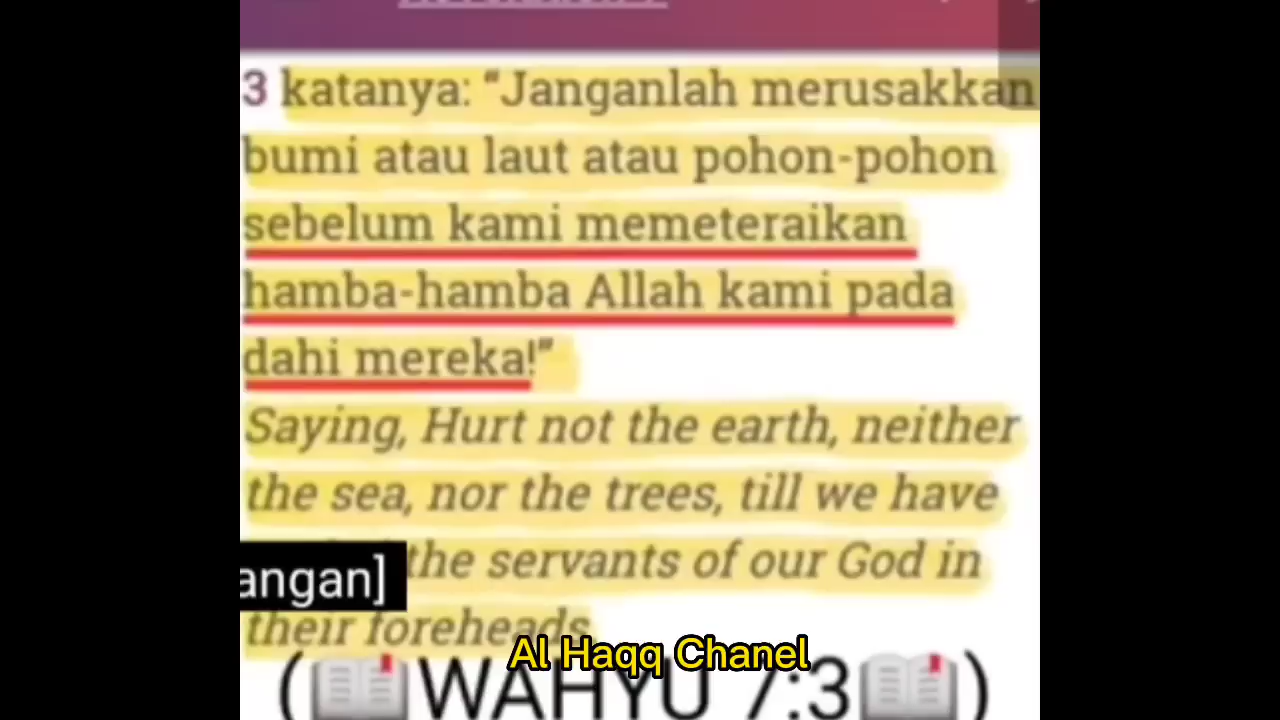 3 katanya: “Janganlah merusakkan
bumi atau laut atau pohon-pohon
sebelum kami memeteraikan
hamba-hamba Allah kami pada
dahi mereka!”
Saying, Hurt not the earth, neither
the sea, nor the trees, till we have
the servants of our God in
angan]
their foreheads.
Al Haqq Chanel
(📖WAHYU 7:3📖)